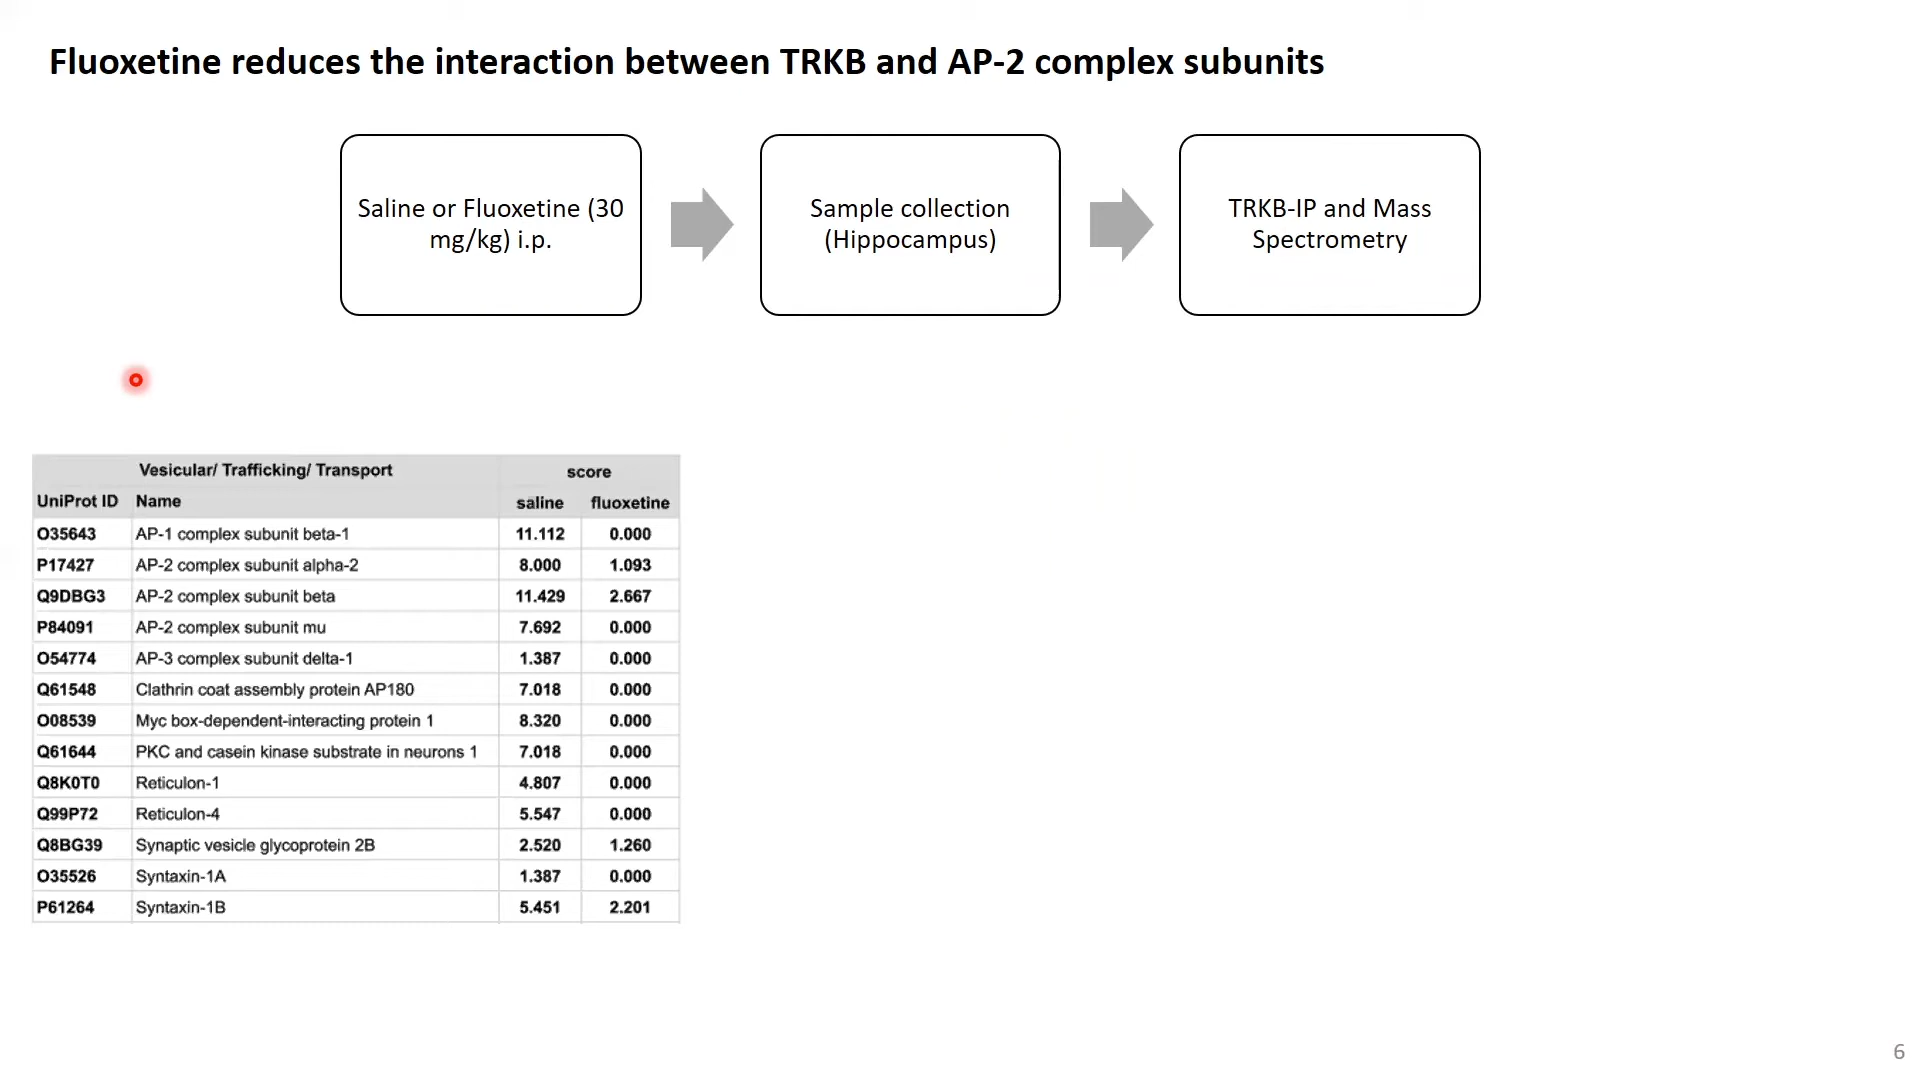 Fluoxetine reduces the interaction between TRKB and AP-2 complex subunits
Saline or Fluoxetine (30
mg/kg) i.p.
Sample collection
(Hippocampus)
TRKB-IP and Mass
Spectrometry
Vesicular/ Trafficking/ Transport score
UniProt ID Name saline fluoxetine
O35643 AP-1 complex subunit beta-1 11.112 0.000
P17427 AP-2 complex subunit alpha-2 8.000 1.093
Q9DBG3 AP-2 complex subunit beta 11.429 2.667
P84091 AP-2 complex subunit mu 7.692 0.000
O54774 AP-3 complex subunit delta-1 1.387 0.000
Q61548 Clathrin coat assembly protein AP180 7.018 0.000
O08539 Myc box-dependent-interacting protein 1 8.320 0.000
Q61644 PKC and casein kinase substrate in neurons 1 7.018 0.000
Q8K0T0 Reticulon-1 4.807 0.000
Q99P72 Reticulon-4 5.547 0.000
Q8BG39 Synaptic vesicle glycoprotein 2B 2.520 1.260
O35526 Syntaxin-1A 1.387 0.000
P61264 Syntaxin-1B 5.451 2.201
6